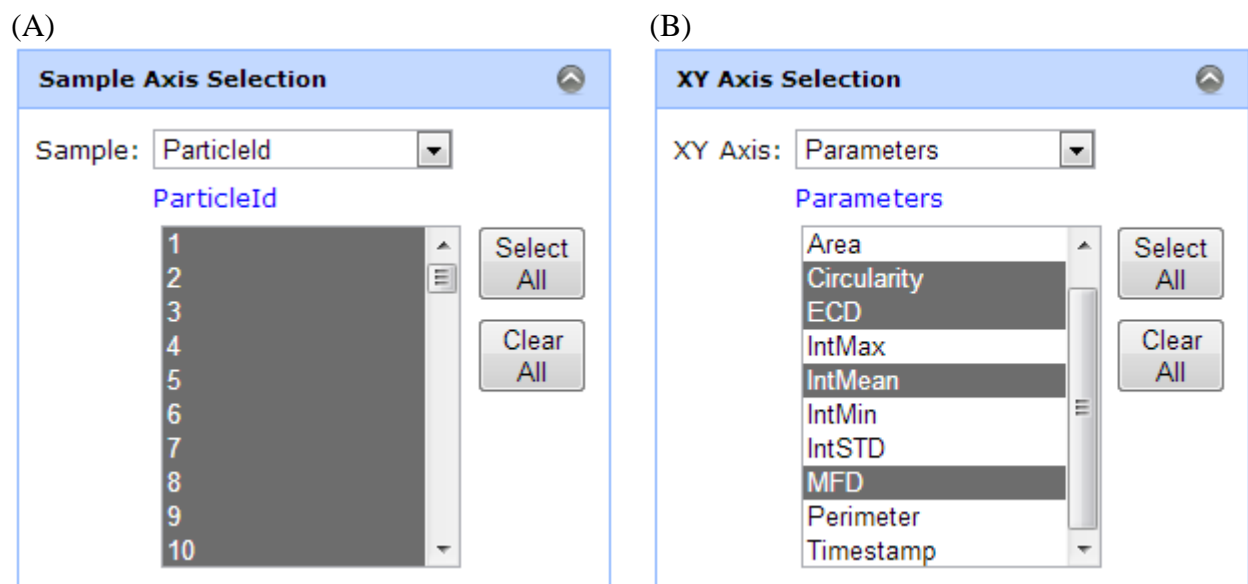 (A)
Sample Axis Selection
Sample: ParticleId
ParticleId
1
2
3
4
5
6
7
8
9
10
Select
All
Clear
All
(B)
XY Axis Selection
XY Axis: Parameters
Parameters
Area
Circularity
ECD
IntMax
IntMean
IntMin
IntSTD
MFD
Perimeter
Timestamp
Select
All
Clear
All